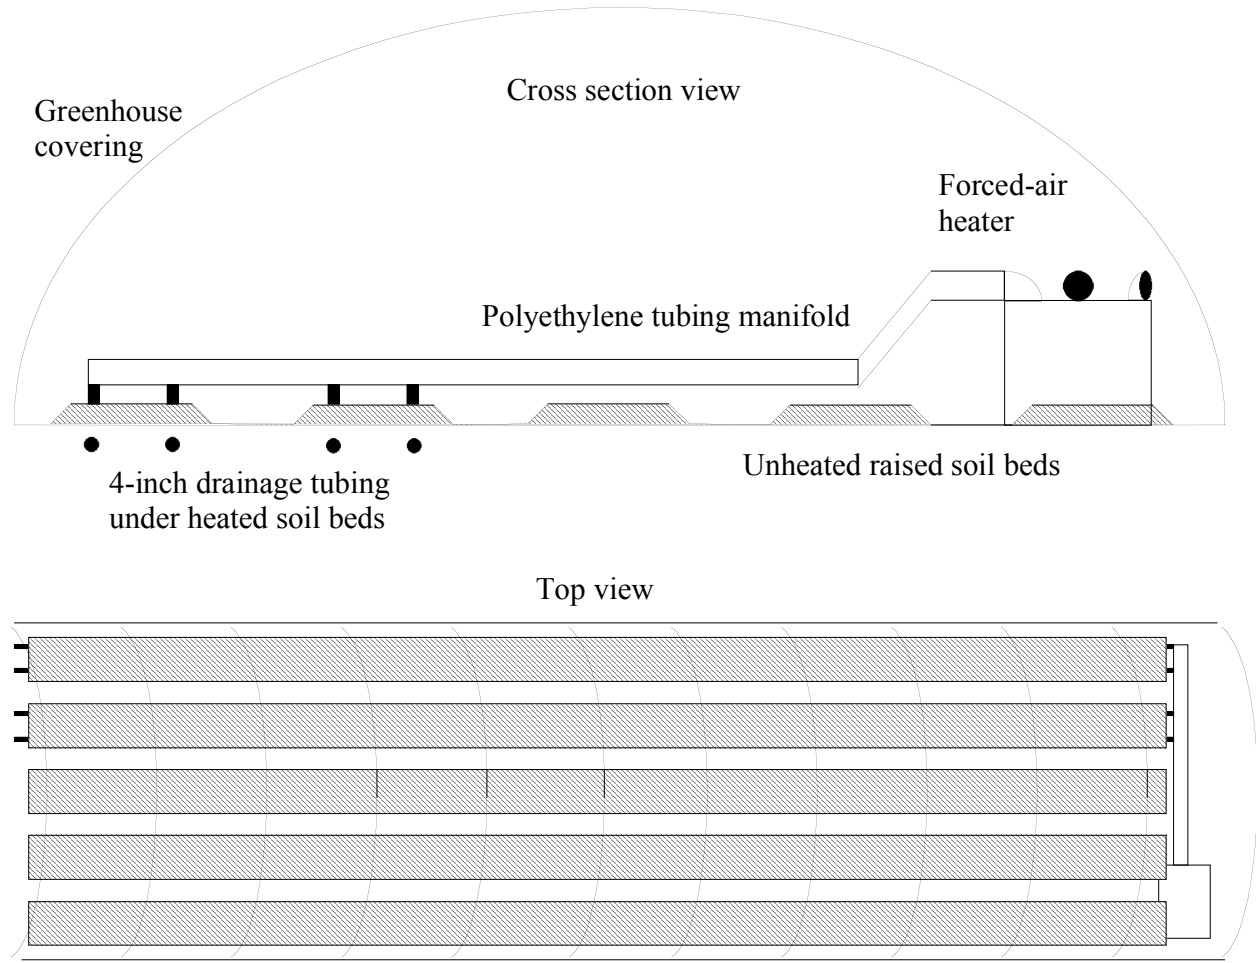 Cross section view
Greenhouse
covering
Forced-air
heater
Polyethylene tubing manifold
Unheated raised soil beds
4-inch drainage tubing
under heated soil beds
Top view